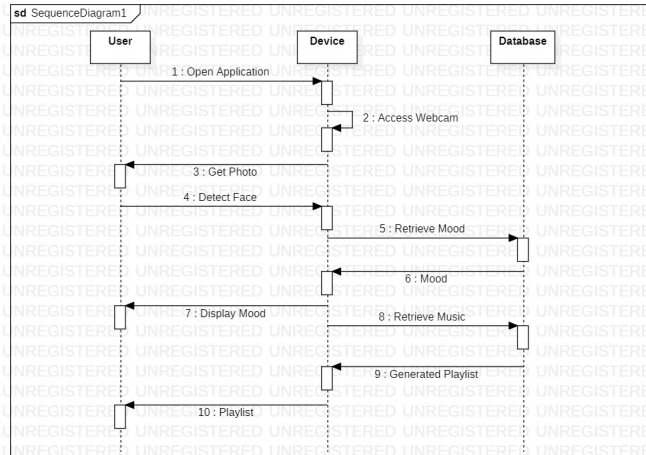 sd SequenceDiagram1
User
Device
Database
1 : Open Application
2 : Access Webcam
3 : Get Photo
4 : Detect Face
5 : Retrieve Mood
6 : Mood
7 : Display Mood
8 : Retrieve Music
9 : Generated Playlist
10 : Playlist
UNREGISTERED